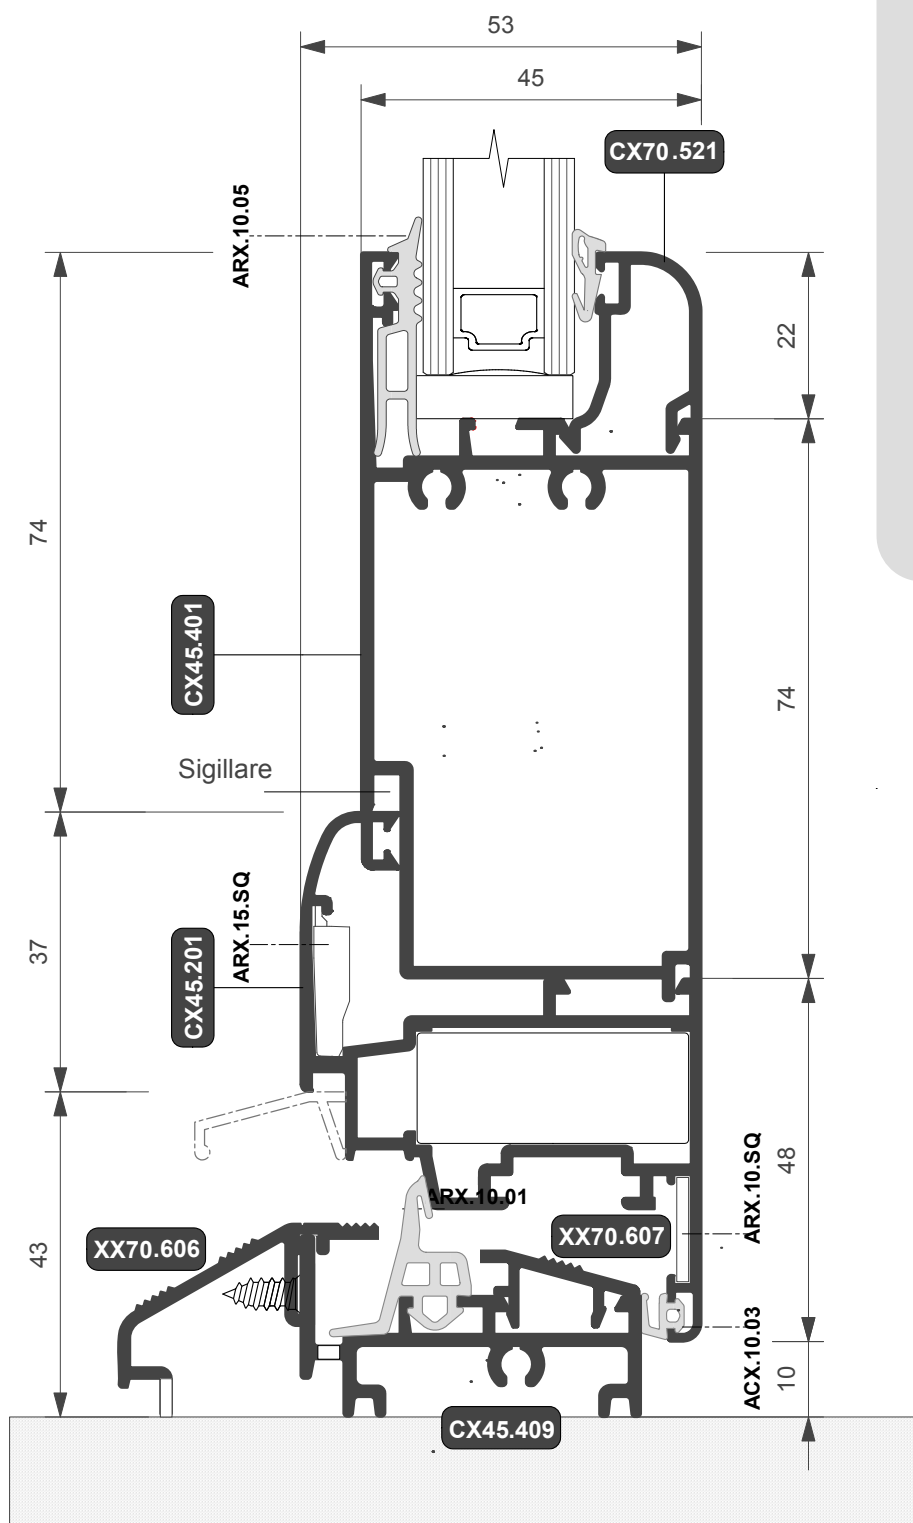 53
45
CX70.521
ARX.10.05
22
74
CX45.401
74
Sigillare
ARX.15.SQ
37
CX45.201
ARX.10.SQ
48
ARX.10.01
XX70.606
XX70.607
43
ACX.10.03
10
CX45.409